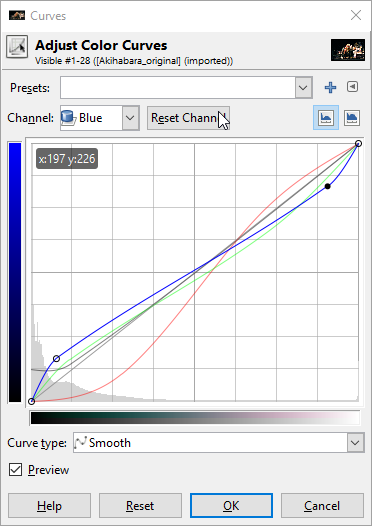 Curves
Adjust Color Curves
Visible #1-28 ([Akihabara_original] (imported))
Presets:
Channel: Blue Reset Channel
x:197 y:226
Curve type: Smooth
Preview
Help Reset OK Cancel